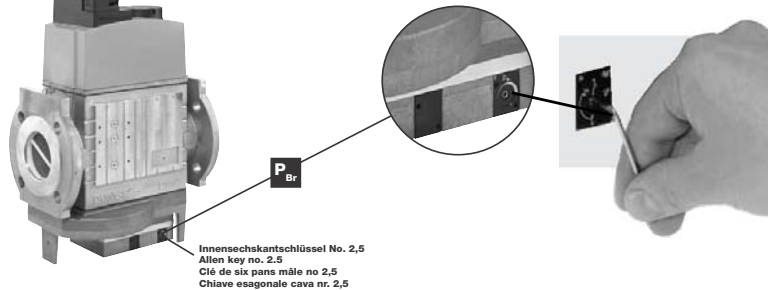 P Br
Innensechskantschlüssel No. 2,5
Allen key no. 2.5
Clé de six pans mâle no 2,5
Chiave esagonale cava nr. 2,5